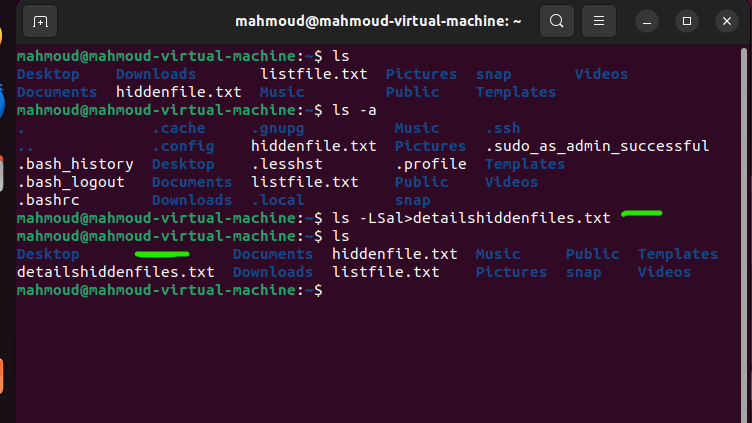 mahmoud@mahmoud-virtual-machine: ~
mahmoud@mahmoud-virtual-machine:~$ ls
Desktop Downloads listfile.txt Pictures snap Videos
Documents hiddenfile.txt Music Public Templates
mahmoud@mahmoud-virtual-machine:~$ ls -a
. .cache .gnupg Music .ssh
.. .config hiddenfile.txt Pictures .sudo_as_admin_successful
.bash_history Desktop .lesshst .profile Templates
.bash_logout Documents listfile.txt Public Videos
.bashrc Downloads .local snap
mahmoud@mahmoud-virtual-machine:~$ ls -LSal>detailshiddenfiles.txt
mahmoud@mahmoud-virtual-machine:~$ ls
Desktop Documents hiddenfile.txt Music Public Templates
detailshiddenfiles.txt Downloads listfile.txt Pictures snap Videos
mahmoud@mahmoud-virtual-machine:~$